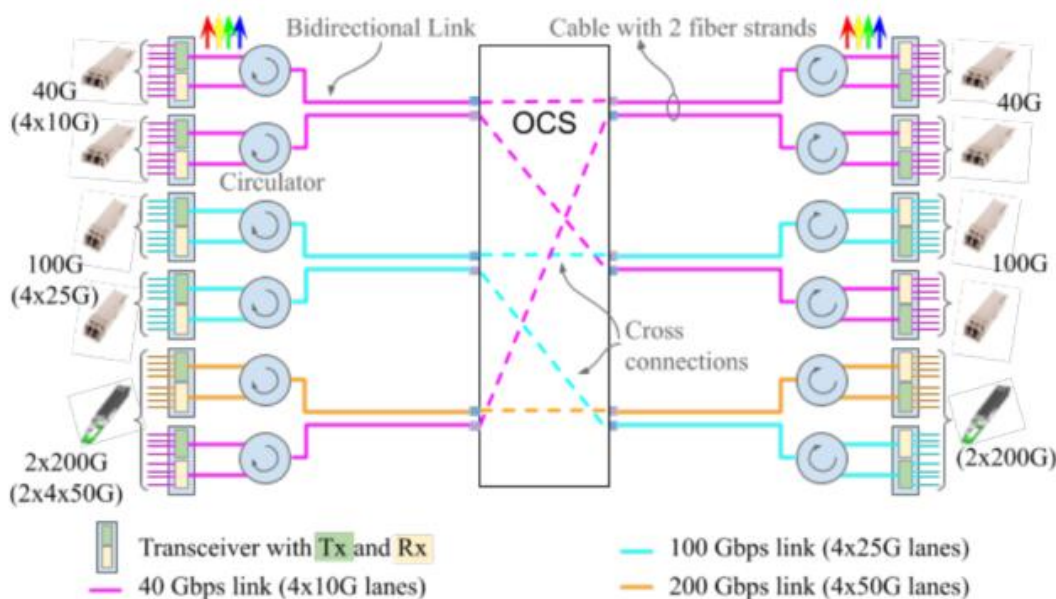 Bidirectional Link
Cable with 2 fiber strands
40G
(4x10G)
OCS
40G
Circulator
100G
(4x25G)
100G
Cross
connections
2x200G
(2x4x50G)
(2x200G)
Transceiver with Tx and Rx
100 Gbps link (4x25G lanes)
40 Gbps link (4x10G lanes)
200 Gbps link (4x50G lanes)